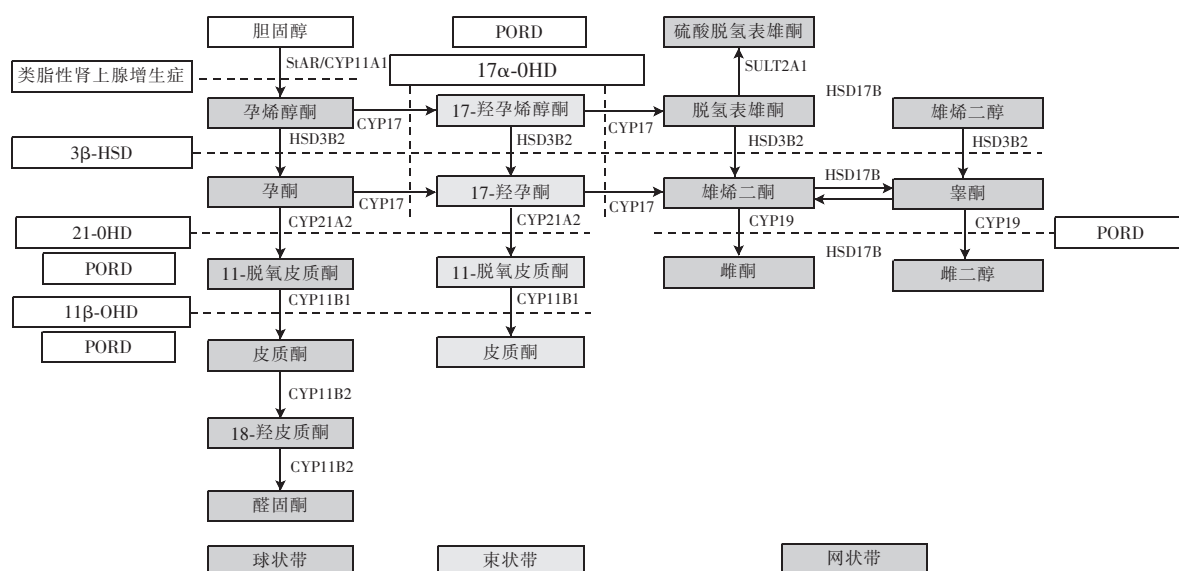 胆固醇
PORD
硫酸脱氢表雄酮
StAR/CYP11A1
17α-0HD
SULT2A1
类脂性肾上腺增生症
HSD17B
孕烯醇酮
CYP17
17-羟孕烯醇酮
CYP17
脱氢表雄酮
雄烯二醇
HSD3B2
HSD3B2
HSD3B2
HSD3B2
3β-HSD
孕酮
CYP17
17-羟孕酮
CYP17
雄烯二酮
HSD17B
睾酮
CYP21A2
CYP21A2
CYP19
CYP19
21-0HD
PORD
PORD
11-脱氧皮质酮
11-脱氧皮质酮
雌酮
HSD17B
雌二醇
CYP11B1
CYP11B1
11β-OHD
PORD
皮质酮
皮质酮
CYP11B2
18-羟皮质酮
CYP11B2
醛固酮
球状带
束状带
网状带